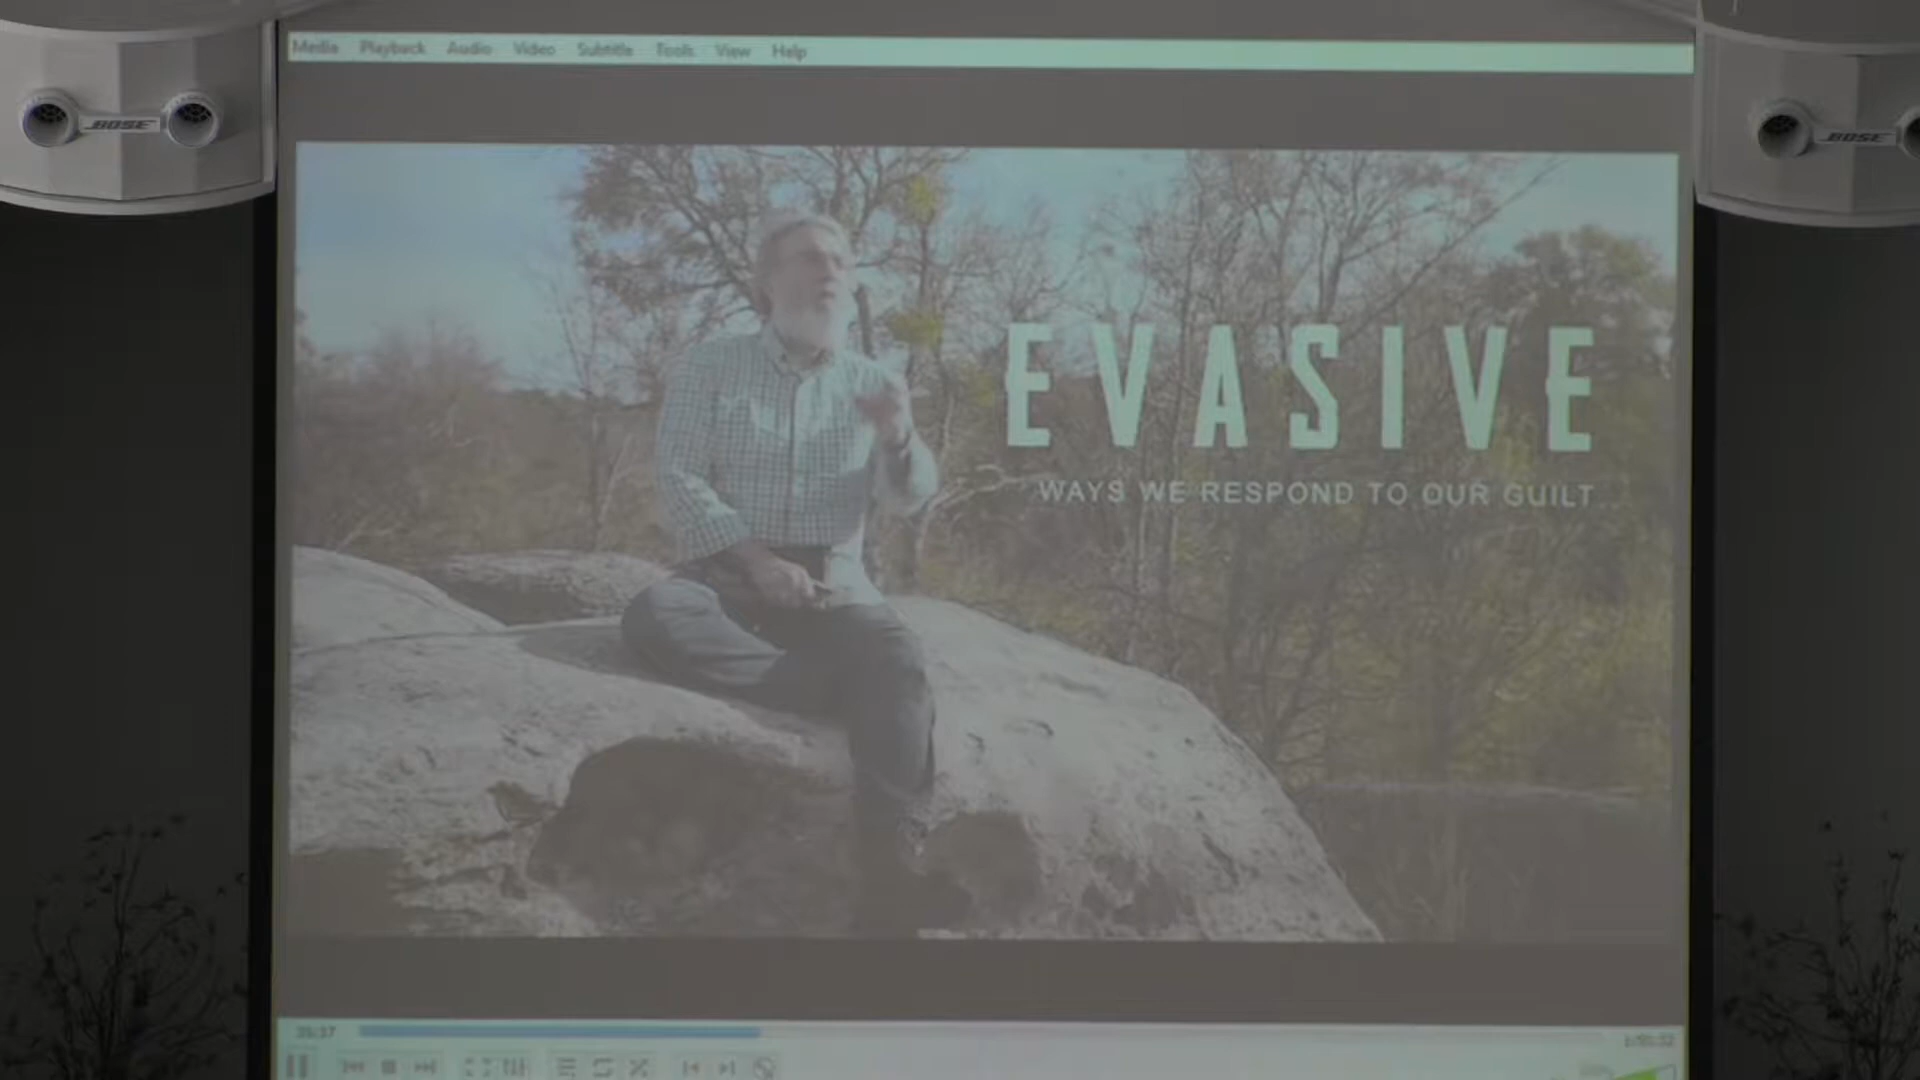 Media Playback Audio Video Subtitle Tools View Help
BOSE
BOSE
EVASIVE
WAYS WE RESPOND TO OUR GUILT